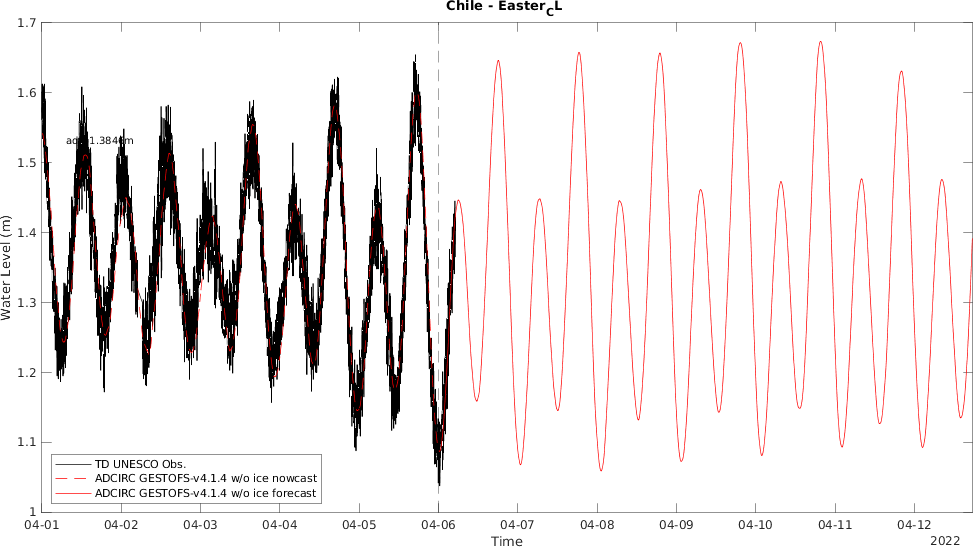 Chile - Easter_CL
1.7
1.6
1.5
1.4
1.3
1.2
1.1
1
Water Level (m)
TD UNESCO Obs.
ADCIRC GESTOFS-v4.1.4 w/o ice nowcast
ADCIRC GESTOFS-v4.1.4 w/o ice forecast
04-01 04-02 04-03 04-04 04-05 04-06 04-07 04-08 04-09 04-10 04-11 04-12
Time
2022